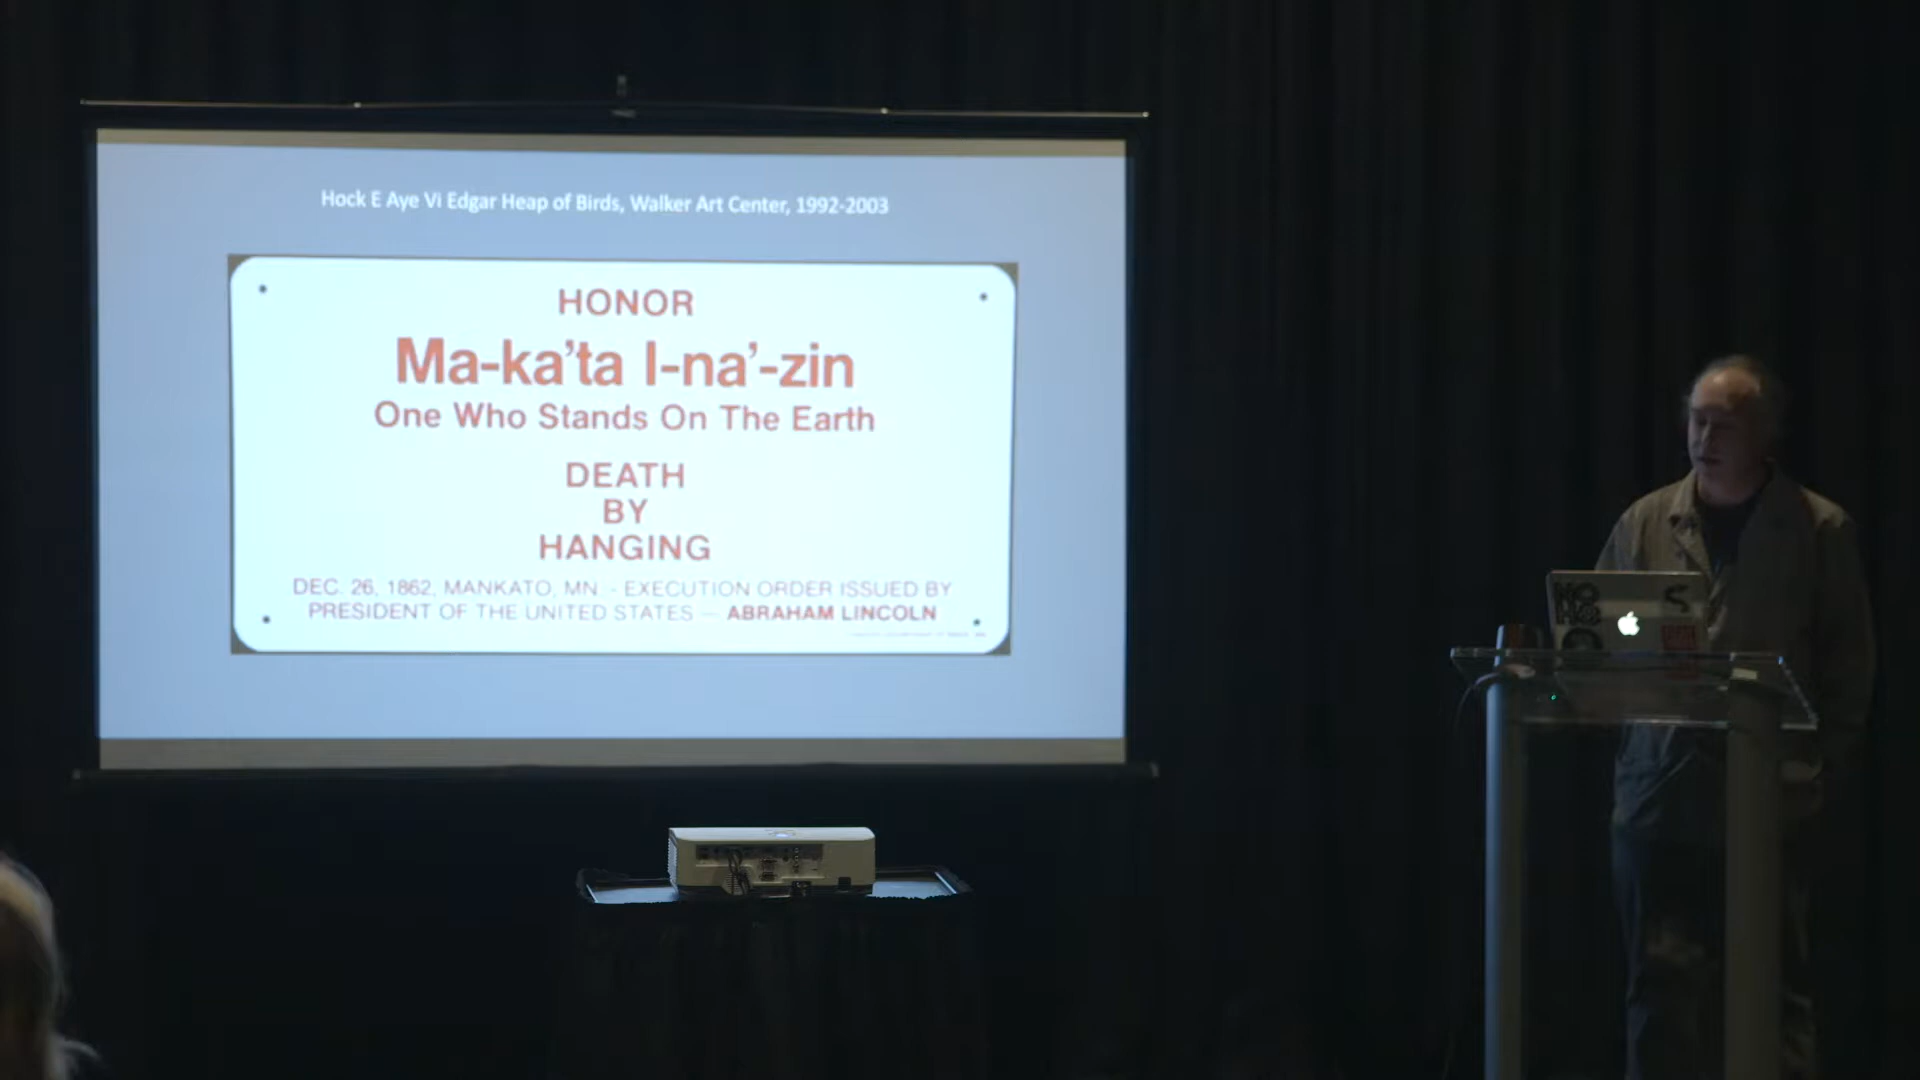 Hock E Aye Vi Edgar Heap of Birds, Walker Art Center, 1992-2003
HONOR
Ma-ka'ta I-na'-zin
One Who Stands On The Earth
DEATH
BY
HANGING
DEC. 26, 1862, MANKATO, MN. - EXECUTION ORDER ISSUED BY
PRESIDENT OF THE UNITED STATES — ABRAHAM LINCOLN